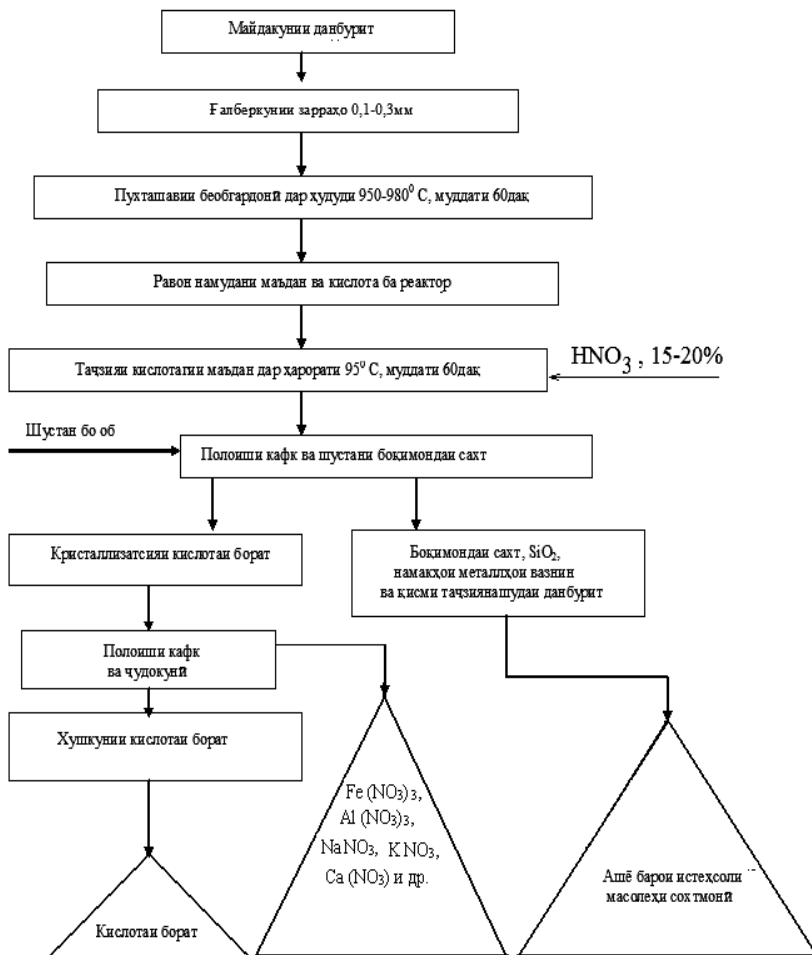 Майдакунии данбурит
Ғалберкунии зарраҳо 0,1-0,3мм
Пухташавии беобгардонӣ дар ҳудуди 950-980⁰ С, муддати 60дақ
Равон намудани маъдан ва кислота ба реактор
Таҷзияи кислотагии маъдан дар ҳарорати 95⁰ С, муддати 60дақ
HNO₃ , 15-20%
Шустан бо об
Полоиши кафк ва шустани боқимондаи сахт
Кристаллизатсияи кислотаи борат
Боқимондаи сахт, SiO₂,
намакҳои металлҳои вазнин
ва қисми таҷзиянашудаи данбурит
Полоиши кафк
ва ҷудокунӣ
Хушкунии кислотаи борат
Fe (NO₃)₃,
Al (NO₃)₃,
NaNO₃, KNO₃,
Ca (NO₃) и др.
Ашё барои истеҳсоли
масолеҳи сохтмонӣ
Кислотаи борат